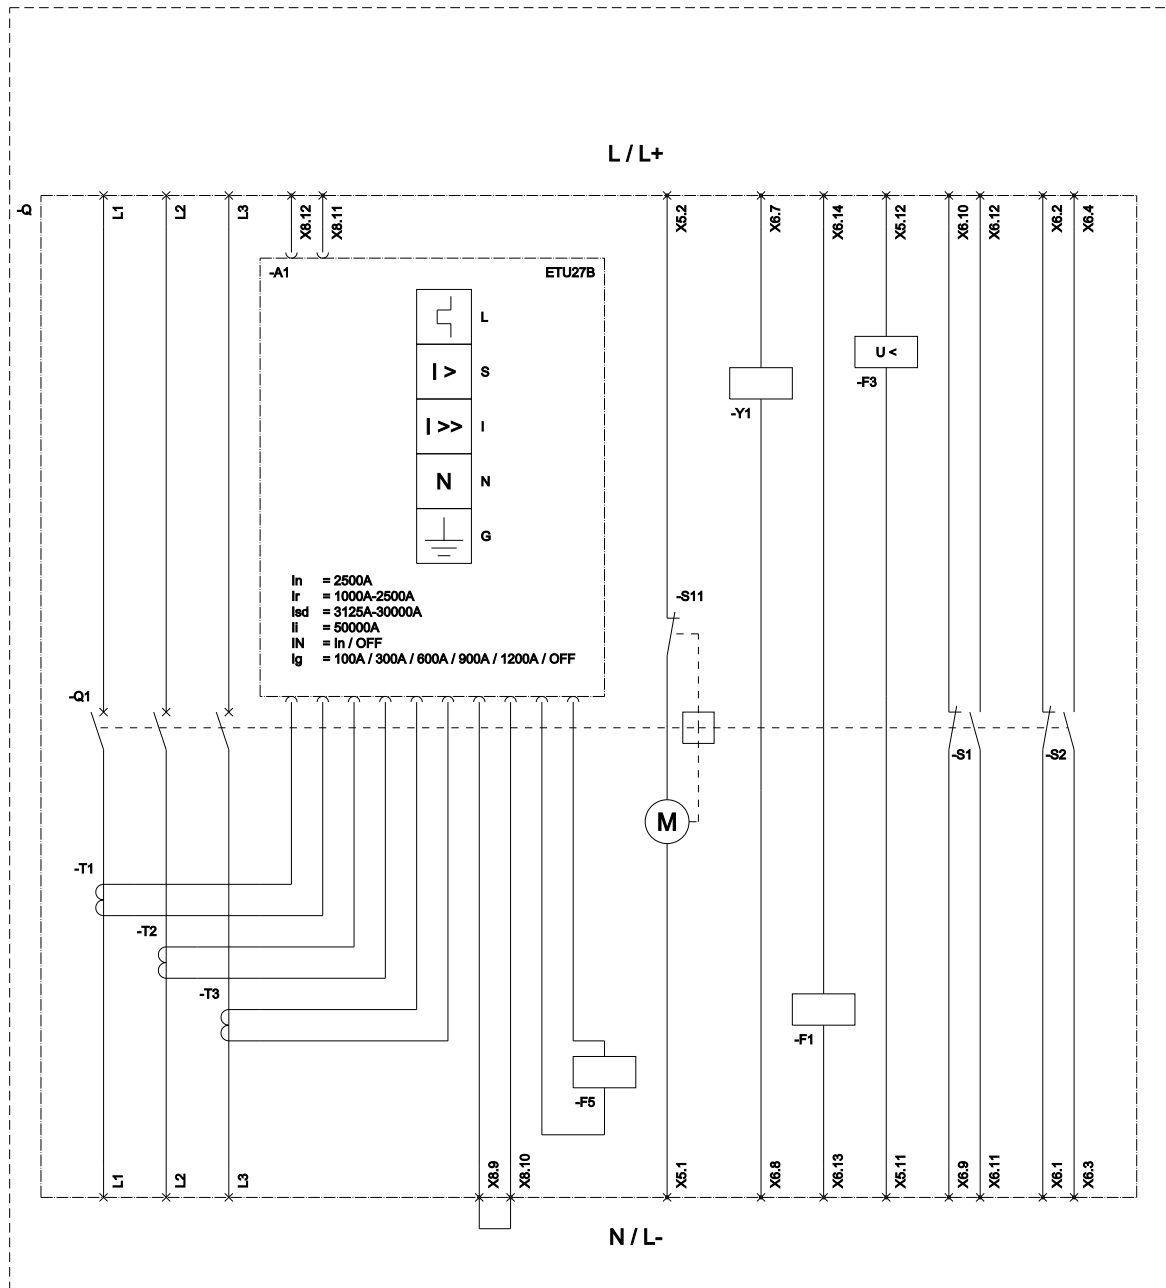 L / L+
-Q
L1
L2
L3
X8.12
X8.11
X5.2
X6.7
X6.14
X5.12
X6.10
X6.12
X6.2
X6.4
-A1
ETU27B
L
I >
S
I >>
I
N
N
G
U <
-F3
-Y1
In = 2500A
Ir = 1000A-2500A
Isd = 3125A-30000A
Ii = 50000A
IN = In / OFF
Ig = 100A / 300A / 600A / 900A / 1200A / OFF
-S11
-Q1
-S1
-S2
M
-T1
-T2
-T3
-F1
-F5
L1
L2
L3
X8.9
X8.10
X5.1
X6.8
X6.13
X5.11
X6.9
X6.11
X6.1
X6.3
N / L-